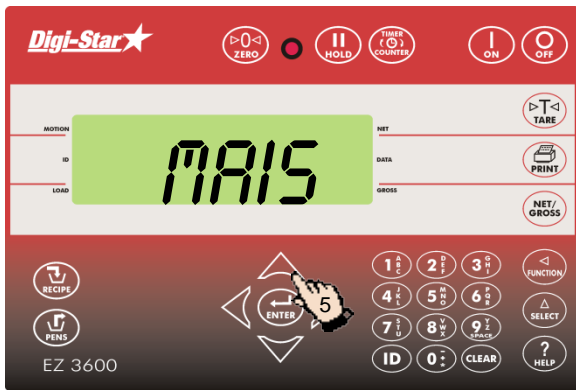 Digi-Star
ZERO
HOLD
TIMER
COUNTER
ON
OFF
TARE
PRINT
NET/
GROSS
MOTION
ID
LOAD
MAIS
NET
DATA
GROSS
RECIPE
PENS
ENTER
5
1 A B C
2 D E F
3 G H I
4 J K L
5 M N O
6 P Q R
7 S T U
8 V W X
9 Y Z SPACE
ID
0 - + *
CLEAR
FUNCTION
SELECT
?
HELP
EZ 3600